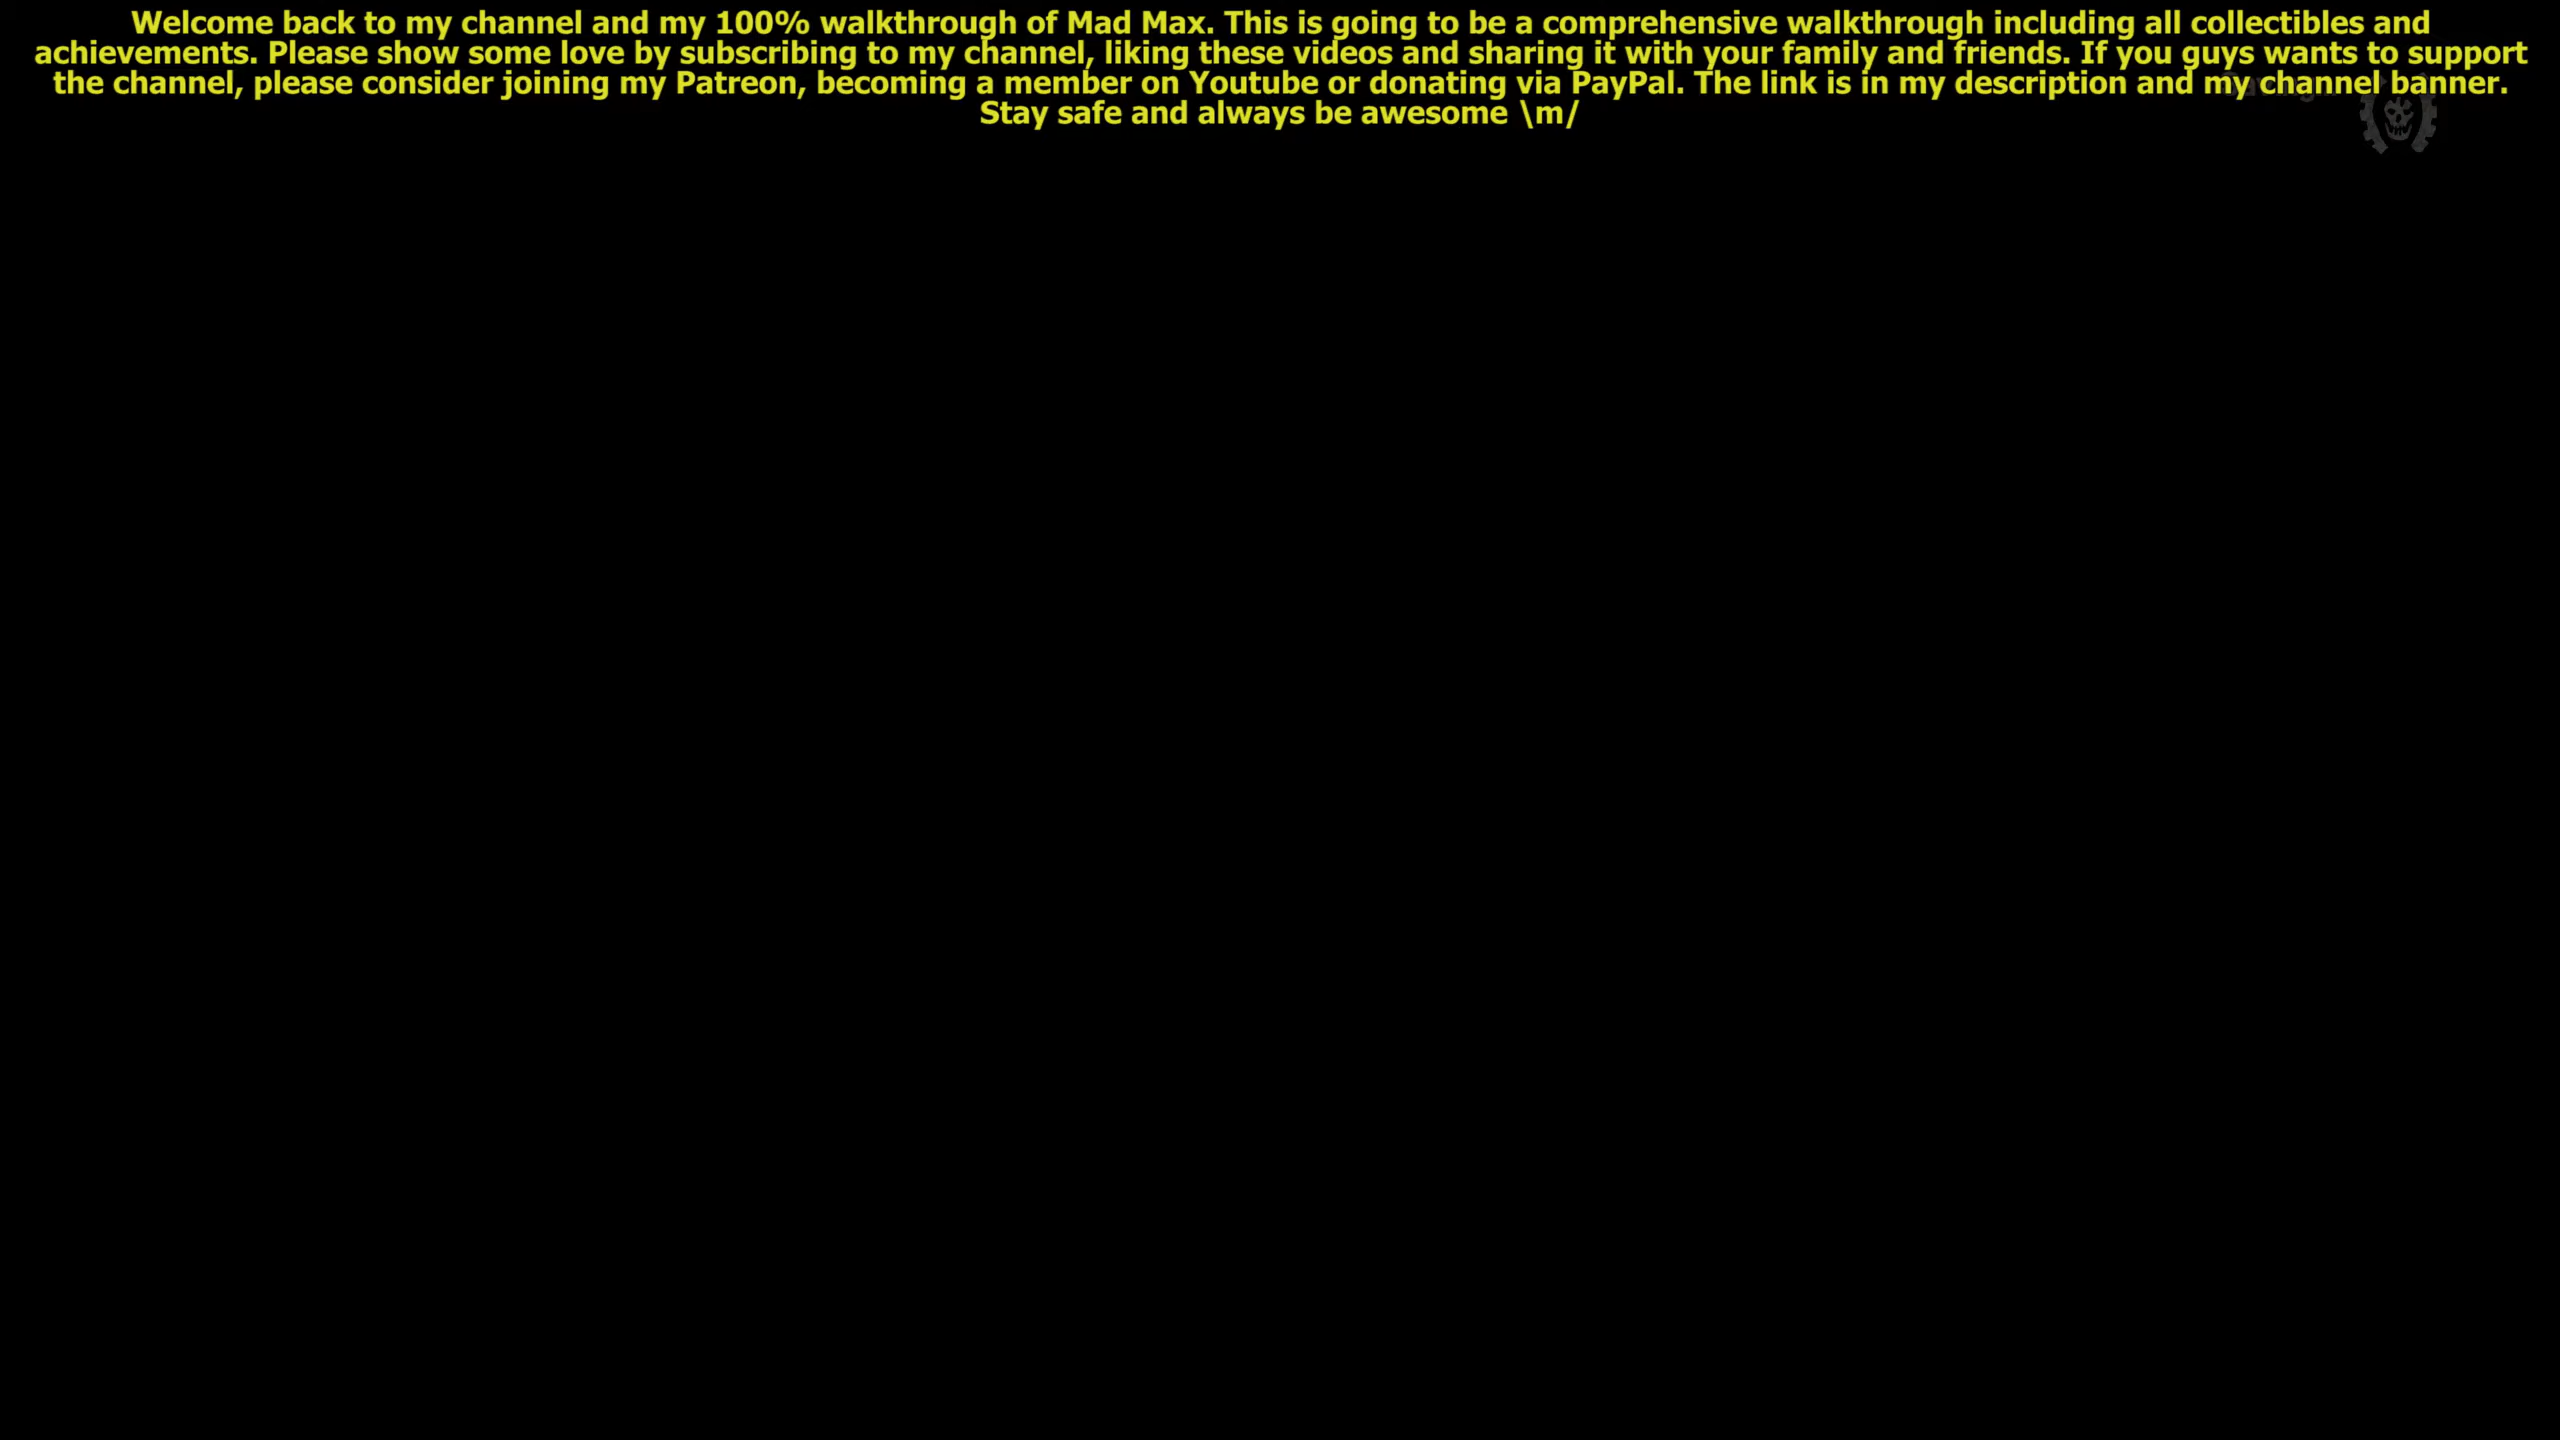 Welcome back to my channel and my 100% walkthrough of Mad Max. This is going to be a comprehensive walkthrough including all collectibles and
achievements. Please show some love by subscribing to my channel, liking these videos and sharing it with your family and friends. If you guys wants to support
the channel, please consider joining my Patreon, becoming a member on Youtube or donating via PayPal. The link is in my description and my channel banner.
Stay safe and always be awesome \m/